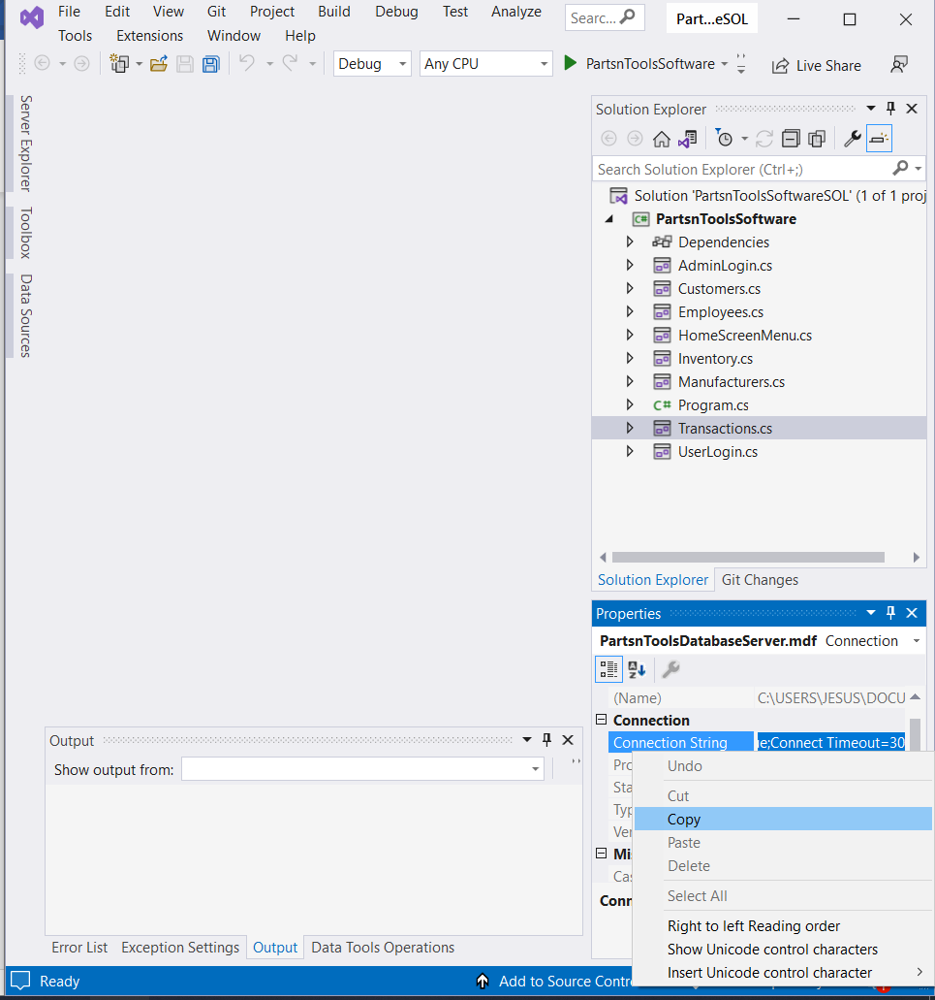 File Edit View Git Project Build Debug Test Analyze
Sear... Part...eSOL
Tools Extensions Window Help
Debug Any CPU PartsnToolsSoftware Live Share
Server Explorer
Toolbox
Data Sources
Solution Explorer
Search Solution Explorer (Ctrl+;)
Solution 'PartsnToolsSoftwareSOL' (1 of 1 proj
C# PartsnToolsSoftware
Dependencies
AdminLogin.cs
Customers.cs
Employees.cs
HomeScreenMenu.cs
Inventory.cs
Manufacturers.cs
C# Program.cs
Transactions.cs
UserLogin.cs
Solution Explorer Git Changes
Properties
PartsnToolsDatabaseServer.mdf Connection
(Name) C:\USERS\JESUS\DOCU
Connection
Connection String e;Connect Timeout=30
Pro
Sta
Typ
Ver
Mis
Cas
Conn
Undo
Cut
Copy
Paste
Delete
Select All
Right to left Reading order
Show Unicode control characters
Insert Unicode control character
Output
Show output from:
Error List Exception Settings Output Data Tools Operations
Ready Add to Source Contro